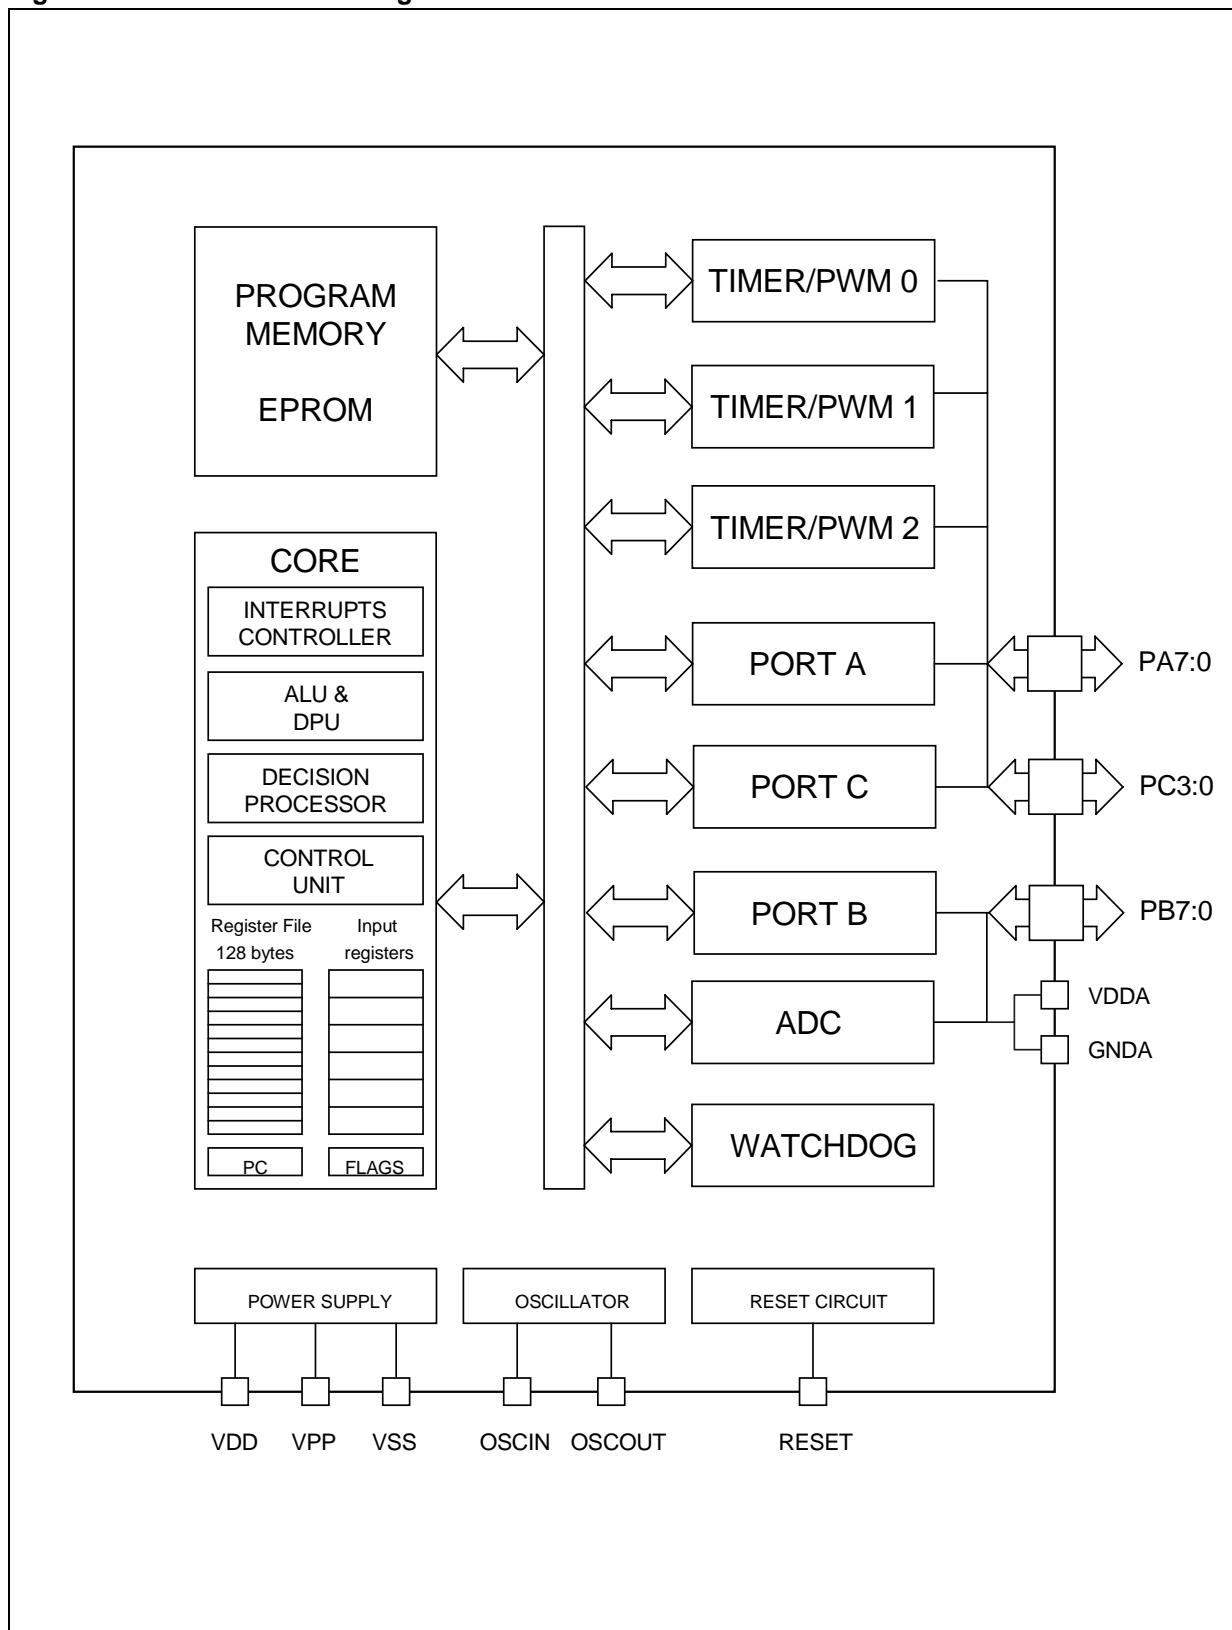 PROGRAM
MEMORY
EPROM
CORE
INTERRUPTS
CONTROLLER
ALU &
DPU
DECISION
PROCESSOR
CONTROL
UNIT
Register File
128 bytes
Input
registers
PC
FLAGS
TIMER/PWM 0
TIMER/PWM 1
TIMER/PWM 2
PORT A
PORT C
PORT B
ADC
WATCHDOG
PA7:0
PC3:0
PB7:0
VDDA
GNDA
POWER SUPPLY
OSCILLATOR
RESET CIRCUIT
VDD
VPP
VSS
OSCIN
OSCOUT
RESET